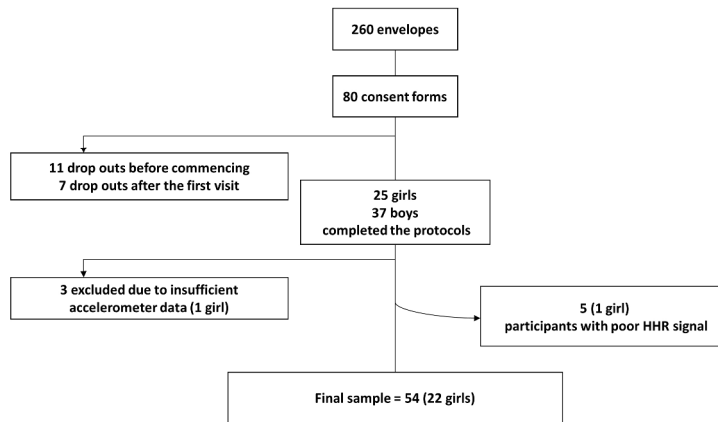 260 envelopes
80 consent forms
11 drop outs before commencing
7 drop outs after the first visit
25 girls
37 boys
completed the protocols
3 excluded due to insufficient
accelerometer data (1 girl)
5 (1 girl)
participants with poor HHR signal
Final sample = 54 (22 girls)